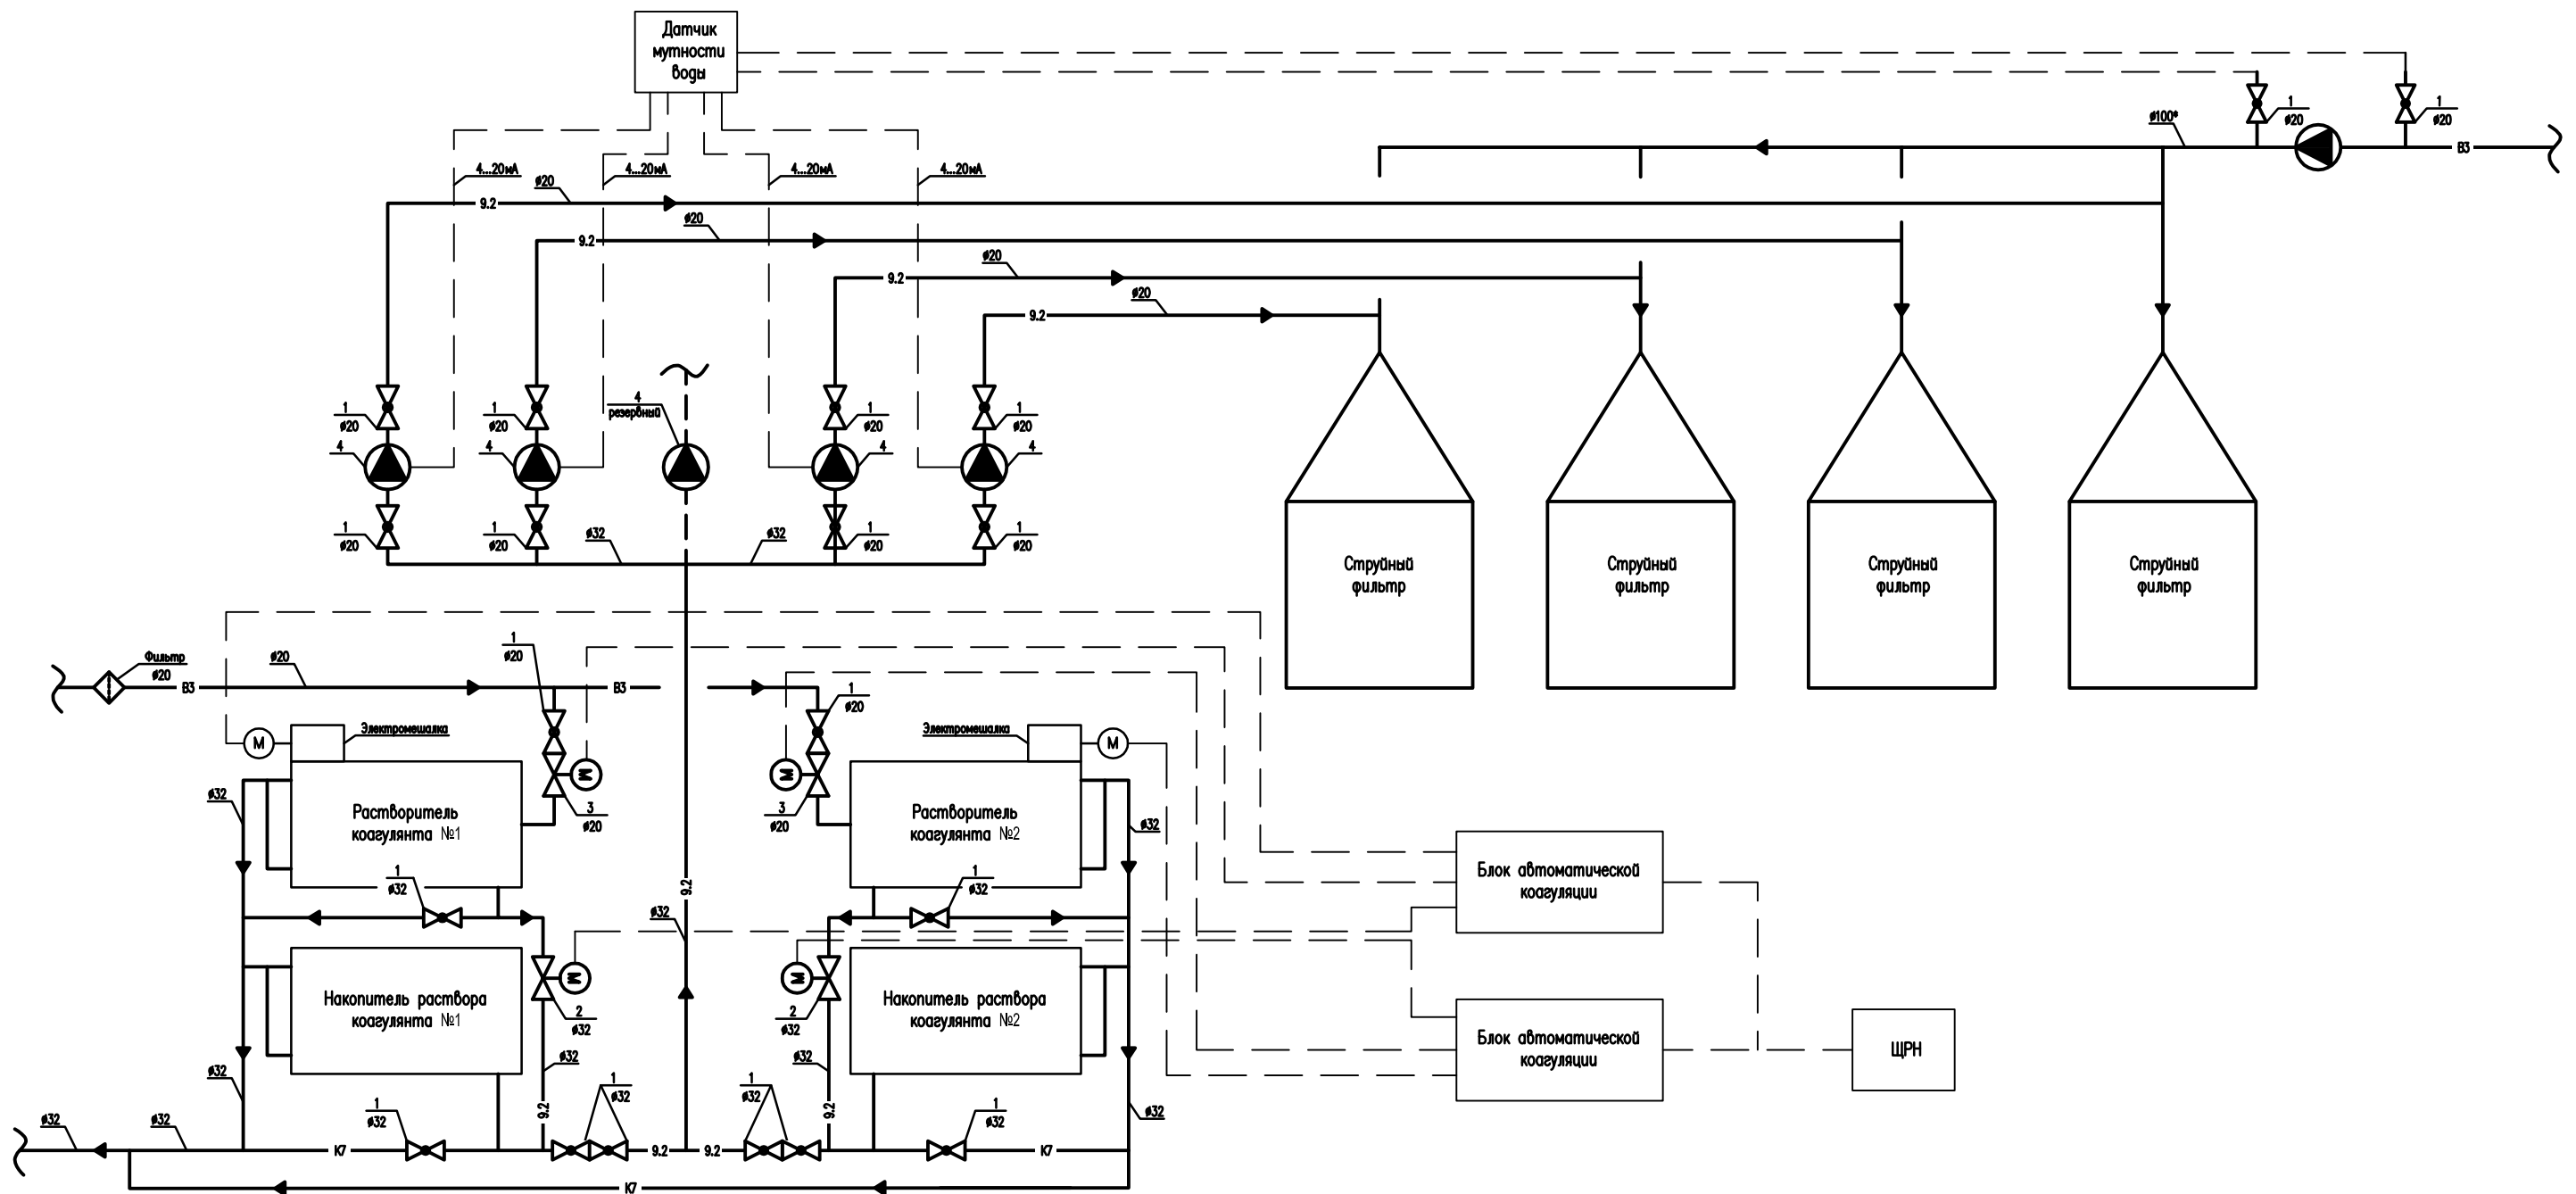 Датчик
мутности
воды
1
ø20
1
ø20
ø100*
В3
4...20мА
4...20мА
4...20мА
4...20мА
ø20
9.2
ø20
9.2
ø20
9.2
ø20
9.2
4
резервный
1
ø20
1
ø20
1
ø20
1
ø20
4
4
4
4
1
ø20
1
ø20
ø32
ø32
1
ø20
1
ø20
Струйный
фильтр
Струйный
фильтр
Струйный
фильтр
Струйный
фильтр
Фильтр
ø20
В3
ø20
1
ø20
В3
1
ø20
М
Электромешалка
Электромешалка
М
М
М
ø32
Растворитель
коагулянта №1
3
ø20
3
ø20
Растворитель
коагулянта №2
ø32
1
ø32
9.2
1
ø32
ø32
Блок автоматической
коагуляции
Накопитель раствора
коагулянта №1
М
2
ø32
М
2
ø32
Накопитель раствора
коагулянта №2
Блок автоматической
коагуляции
ЩРН
ø32
ø32
ø32
1
ø32
9.2
1
ø32
9.2
ø32
ø32
ø32
1
ø32
1
ø32
К7
9.2
9.2
К7
К7